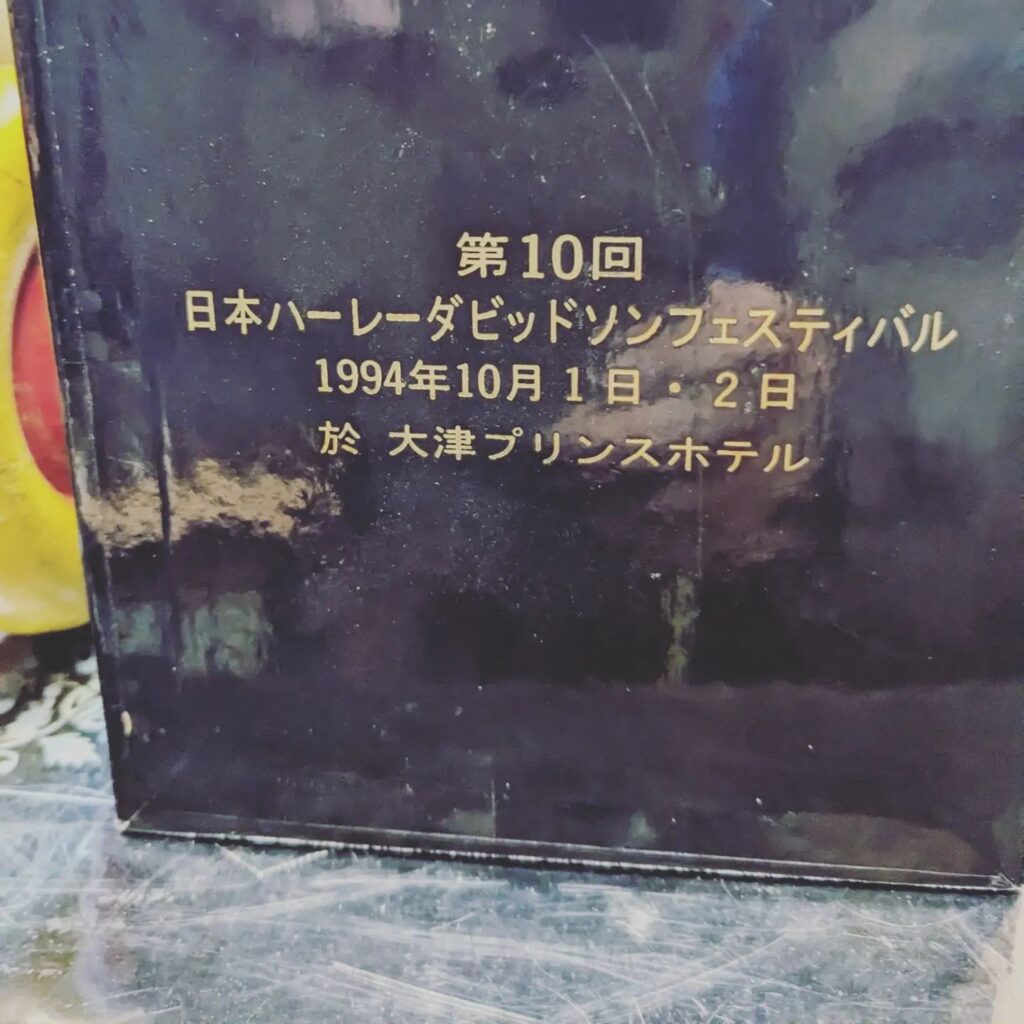 第10回
日本ハーレーダビッドソンフェスティバル
1994年10月1日・2日
於 大津プリンスホテル